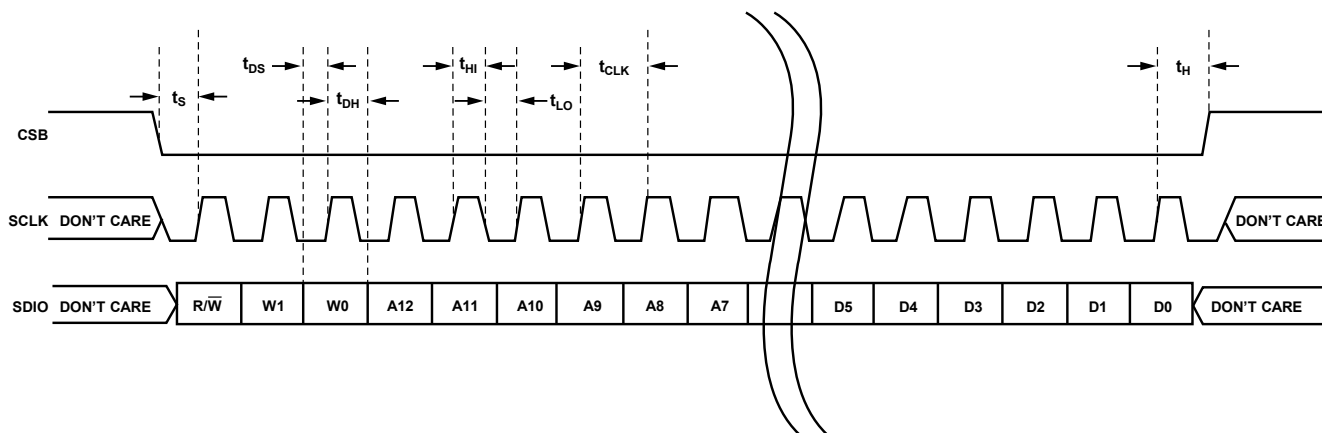 tDS
tHI
tCLK
tH
tS
tDH
tLO
CSB
SCLK DON'T CARE DON'T CARE
SDIO DON'T CARE R/W̅ W1 W0 A12 A11 A10 A9 A8 A7 D5 D4 D3 D2 D1 D0 DON'T CARE